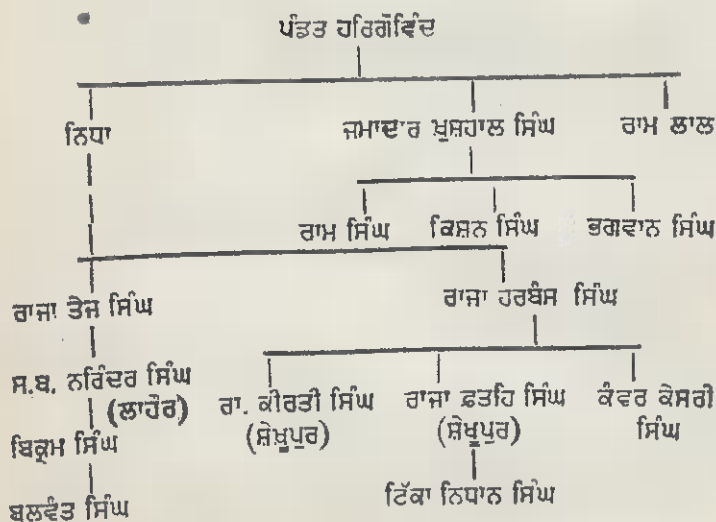 ਪੰਡਤ ਹਰਿਗੋਵਿੰਦ
ਨਿਧਾ ਜਮਾਦਾਰ ਖ਼ੁਸ਼ਹਾਲ ਸਿੰਘ ਰਾਮ ਲਾਲ
ਰਾਮ ਸਿੰਘ ਕਿਸ਼ਨ ਸਿੰਘ ਭਗਵਾਨ ਸਿੰਘ
ਰਾਜਾ ਤੇਜ ਸਿੰਘ ਰਾਜਾ ਹਰਬੰਸ ਸਿੰਘ
ਸ.ਬ. ਨਰਿੰਦਰ ਸਿੰਘ ਰਾ. ਕੀਰਤੀ ਸਿੰਘ ਰਾਜਾ ਫ਼ਤਹਿ ਸਿੰਘ ਕੰਵਰ ਕੇਸਰੀ
(ਲਾਹੌਰ) (ਸ਼ੇਖ਼ੂਪੁਰ) (ਸ਼ੇਖ਼ੂਪੁਰ) ਸਿੰਘ
ਬਿਕ੍ਰਮ ਸਿੰਘ
ਬਲਵੰਤ ਸਿੰਘ ਟਿੱਕਾ ਨਿਧਾਨ ਸਿੰਘ